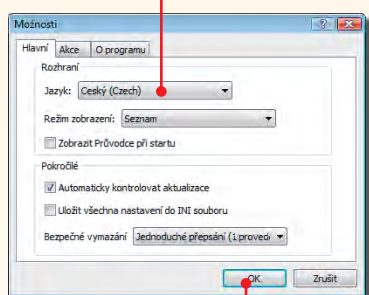 Možnosti
Hlavní Akce O programu
Rozhraní
Jazyk: Český (Czech)
Režim zobrazení: Seznam
Zobrazit Průvodce při startu
Pokročilé
Automaticky kontrolovat aktualizace
Uložit všechna nastavení do INI souboru
Bezpečné vymazání Jednoduché přepsání (1 provede
OK Zrušit